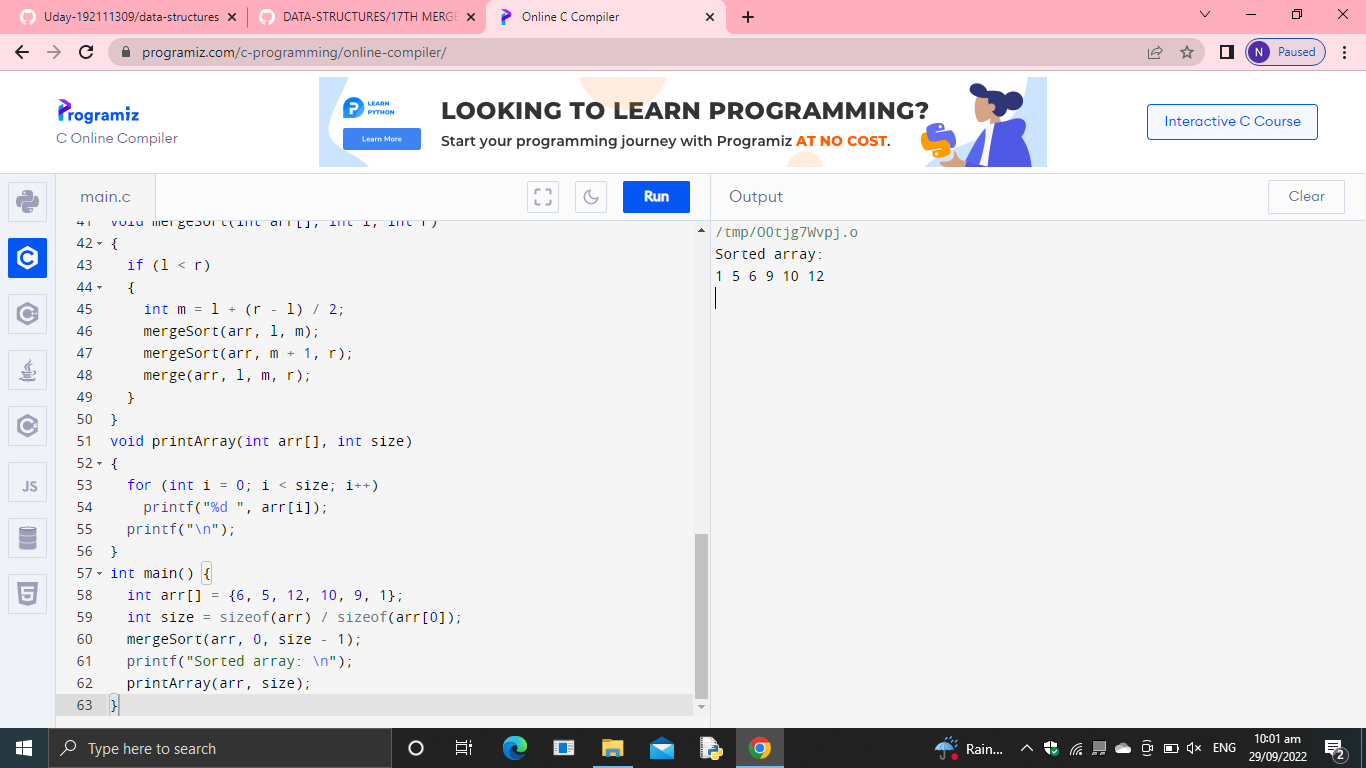 Uday-192111309/data-structures
DATA-STRUCTURES/17TH MERGE
Online C Compiler
programiz.com/c-programming/online-compiler/
N Paused
Programiz
C Online Compiler
LEARN
PYTHON
Learn More
LOOKING TO LEARN PROGRAMMING?
Start your programming journey with Programiz AT NO COST.
Interactive C Course
main.c
Run
Output
Clear
41 void mergeSort(int arr[], int l, int r)
42 {
43 if (l < r)
44 {
45 int m = l + (r - l) / 2;
46 mergeSort(arr, l, m);
47 mergeSort(arr, m + 1, r);
48 merge(arr, l, m, r);
49 }
50 }
51 void printArray(int arr[], int size)
52 {
53 for (int i = 0; i < size; i++)
54 printf("%d ", arr[i]);
55 printf("\n");
56 }
57 int main() {
58 int arr[] = {6, 5, 12, 10, 9, 1};
59 int size = sizeof(arr) / sizeof(arr[0]);
60 mergeSort(arr, 0, size - 1);
61 printf("Sorted array: \n");
62 printArray(arr, size);
63 }
JS
/tmp/O0tjg7Wvpj.o
Sorted array:
1 5 6 9 10 12
Type here to search
Rain...
ENG
10:01 am
29/09/2022
2